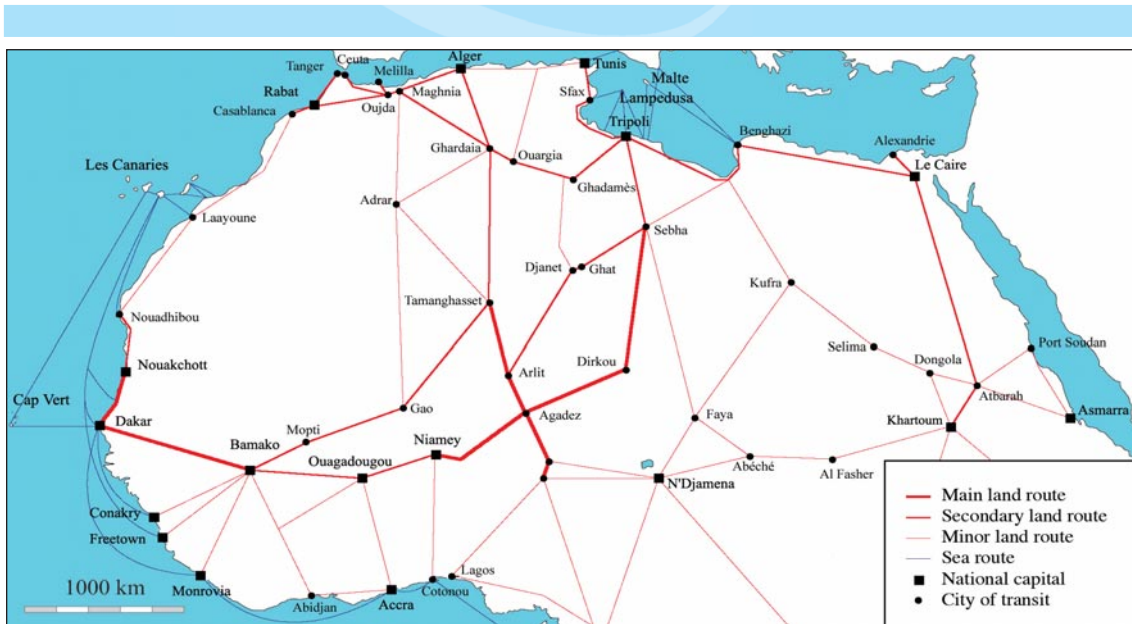 Alger
Tunis
Ceuta
Tanger
Melilla
Malte
Rabat
Maghnia
Sfax
Lampedusa
Oujda
Casablanca
Tripoli
Benghazi
Alexandrie
Ghardaia
Ouargia
Le Caire
Les Canaries
Ghadamès
Adrar
Laayoune
Sebha
Djanet
Ghat
Kufra
Tamanghasset
Nouadhibou
Port Soudan
Selima
Dongola
Nouakchott
Dirkou
Arlit
Atbarah
Cap Vert
Gao
Agadez
Faya
Asmarra
Dakar
Khartoum
Mopti
Niamey
Bamako
Ouagadougou
Abéché
Al Fasher
N'Djamena
Conakry
Freetown
Lagos
1000 km
Monrovia
Abidjan
Accra
Cotonou
Main land route
Secondary land route
Minor land route
Sea route
National capital
City of transit